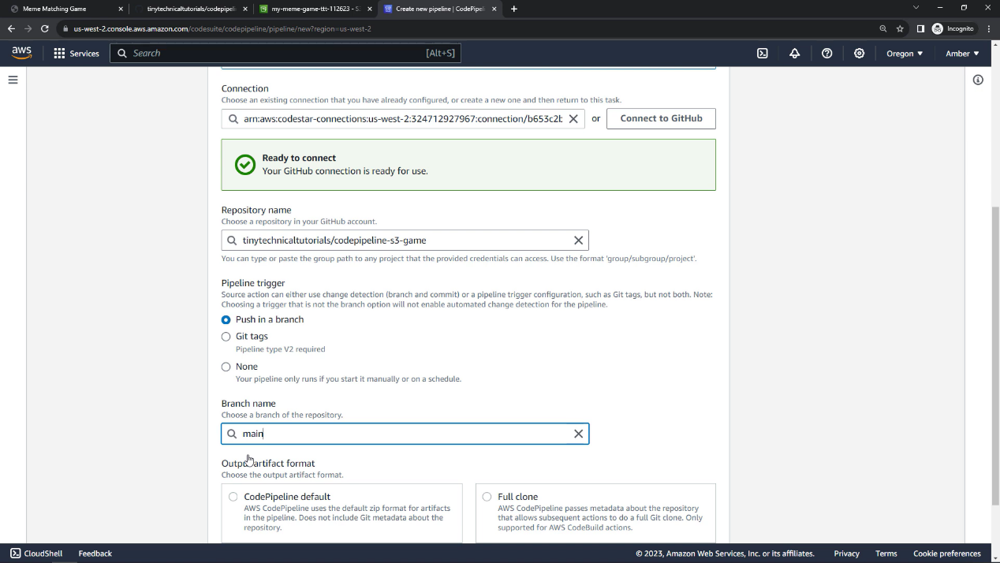 Meme Matching Game
tinytechnicaltutorials/codepipeli
my-meme-game-ttt-112623 - S3
Create new pipeline | CodePipeli
us-west-2.console.aws.amazon.com/codesuite/codepipeline/pipeline/new?region=us-west-2
Incognito
aws
Services
Search
[Alt+S]
Oregon
Amber
Connection
Choose an existing connection that you have already configured, or create a new one and then return to this task.
arn:aws:codestar-connections:us-west-2:324712927967:connection/b653c2b
or
Connect to GitHub
Ready to connect
Your GitHub connection is ready for use.
Repository name
Choose a repository in your GitHub account.
tinytechnicaltutorials/codepipeline-s3-game
You can type or paste the group path to any project that the provided credentials can access. Use the format 'group/subgroup/project'.
Pipeline trigger
Source action can either use change detection (branch and commit) or a pipeline trigger configuration, such as Git tags, but not both. Note:
Choosing a trigger that is not the branch option will not enable automated change detection for the pipeline.
Push in a branch
Git tags
Pipeline type V2 required
None
Your pipeline only runs if you start it manually or on a schedule.
Branch name
Choose a branch of the repository.
main
Output artifact format
Choose the output artifact format.
CodePipeline default
AWS CodePipeline uses the default zip format for artifacts
in the pipeline. Does not include Git metadata about the
repository.
Full clone
AWS CodePipeline passes metadata about the repository
that allows subsequent actions to do a full Git clone. Only
supported for AWS CodeBuild actions.
CloudShell
Feedback
© 2023, Amazon Web Services, Inc. or its affiliates.
Privacy
Terms
Cookie preferences